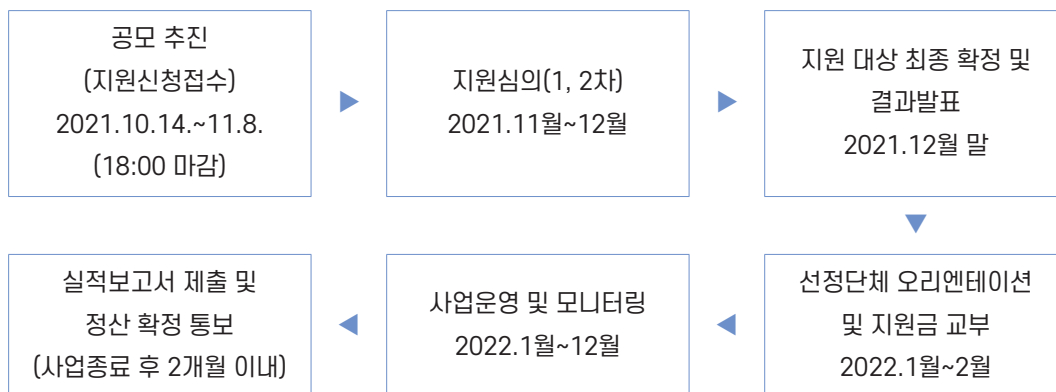 공모 추진
(지원신청접수)
2021.10.14.~11.8.
(18:00 마감)
지원심의(1, 2차)
2021.11월~12월
지원 대상 최종 확정 및
결과발표
2021.12월 말
선정단체 오리엔테이션
및 지원금 교부
2022.1월~2월
사업운영 및 모니터링
2022.1월~12월
실적보고서 제출 및
정산 확정 통보
(사업종료 후 2개월 이내)